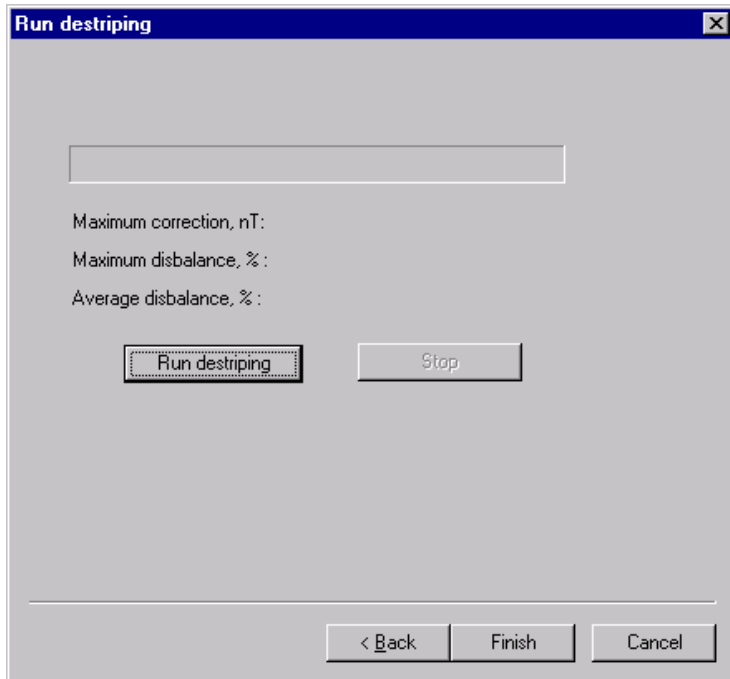 Run destriping
Maximum correction, nT:
Maximum disbalance, % :
Average disbalance, % :
Run destriping Stop
< Back Finish Cancel